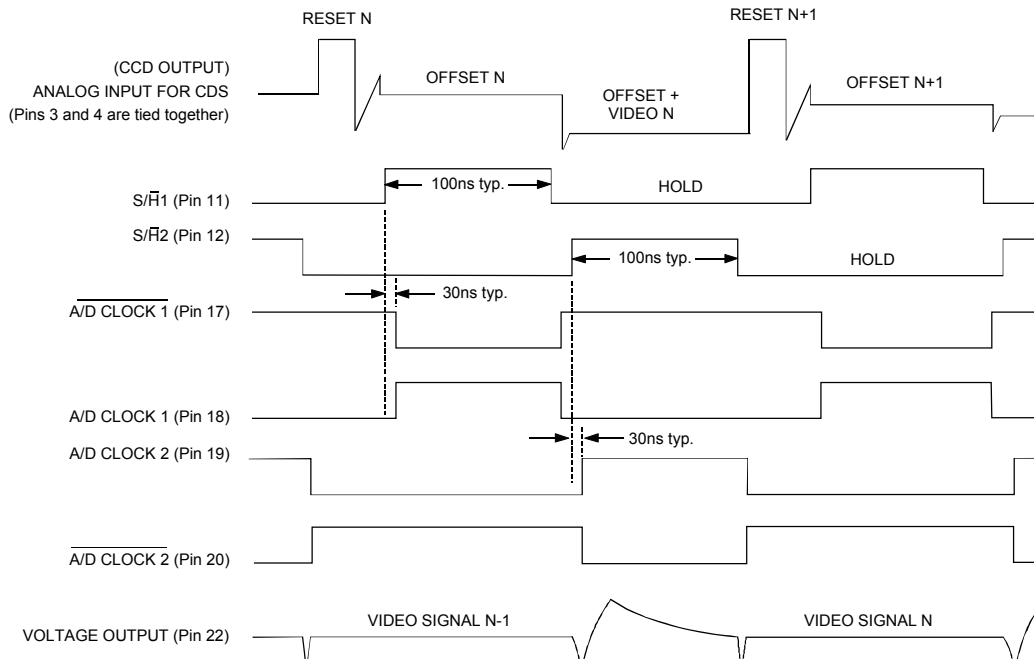 RESET N
RESET N+1
(CCD OUTPUT)
ANALOG INPUT FOR CDS
(Pins 3 and 4 are tied together)
OFFSET N
OFFSET +
VIDEO N
OFFSET N+1
S/H̅1 (Pin 11)
100ns typ.
HOLD
S/H̅2 (Pin 12)
100ns typ.
HOLD
30ns typ.
A/D CLOCK 1 (Pin 17)
A/D CLOCK 1 (Pin 18)
30ns typ.
A/D CLOCK 2 (Pin 19)
A/D CLOCK 2 (Pin 20)
VOLTAGE OUTPUT (Pin 22)
VIDEO SIGNAL N-1
VIDEO SIGNAL N